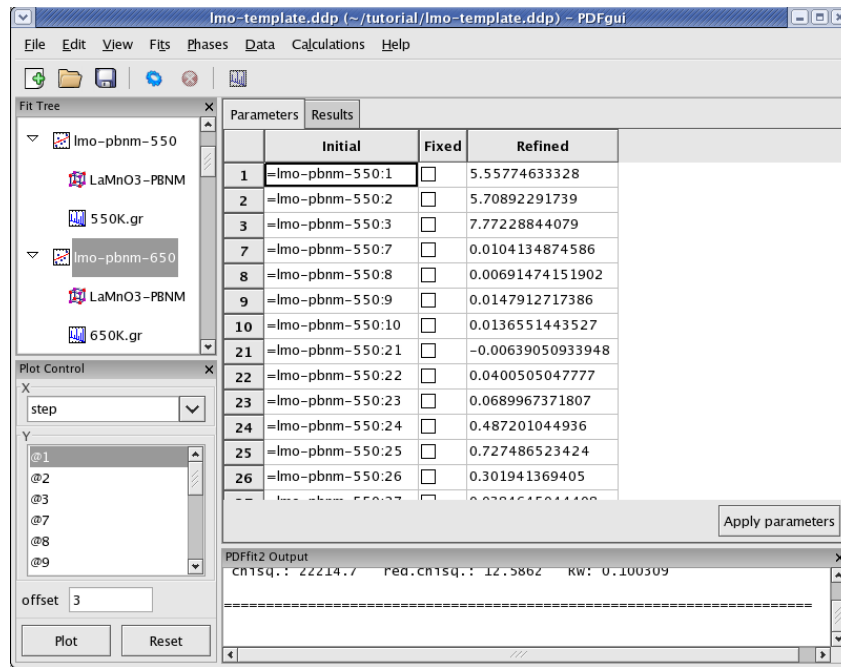 lmo-template.ddp (~/tutorial/lmo-template.ddp) - PDFgui
File Edit View Fits Phases Data Calculations Help
Fit Tree
lmo-pbnm-550
LaMnO3-PBNM
550K.gr
lmo-pbnm-650
LaMnO3-PBNM
650K.gr
Plot Control
X
step
Y
@1
@2
@3
@7
@8
@9
offset 3
Plot Reset
Parameters Results
Initial Fixed Refined
1 =lmo-pbnm-550:1 5.55774633328
2 =lmo-pbnm-550:2 5.70892291739
3 =lmo-pbnm-550:3 7.77228844079
7 =lmo-pbnm-550:7 0.0104134874586
8 =lmo-pbnm-550:8 0.00691474151902
9 =lmo-pbnm-550:9 0.0147912717386
10 =lmo-pbnm-550:10 0.0136551443527
21 =lmo-pbnm-550:21 -0.00639050933948
22 =lmo-pbnm-550:22 0.0400505047777
23 =lmo-pbnm-550:23 0.0689967371807
24 =lmo-pbnm-550:24 0.487201044936
25 =lmo-pbnm-550:25 0.727486523424
26 =lmo-pbnm-550:26 0.301941369405
Apply parameters
PDFfit2 Output
chisq.: 22214.7 red.chisq.: 12.5862 Rw: 0.100309
======================================================================